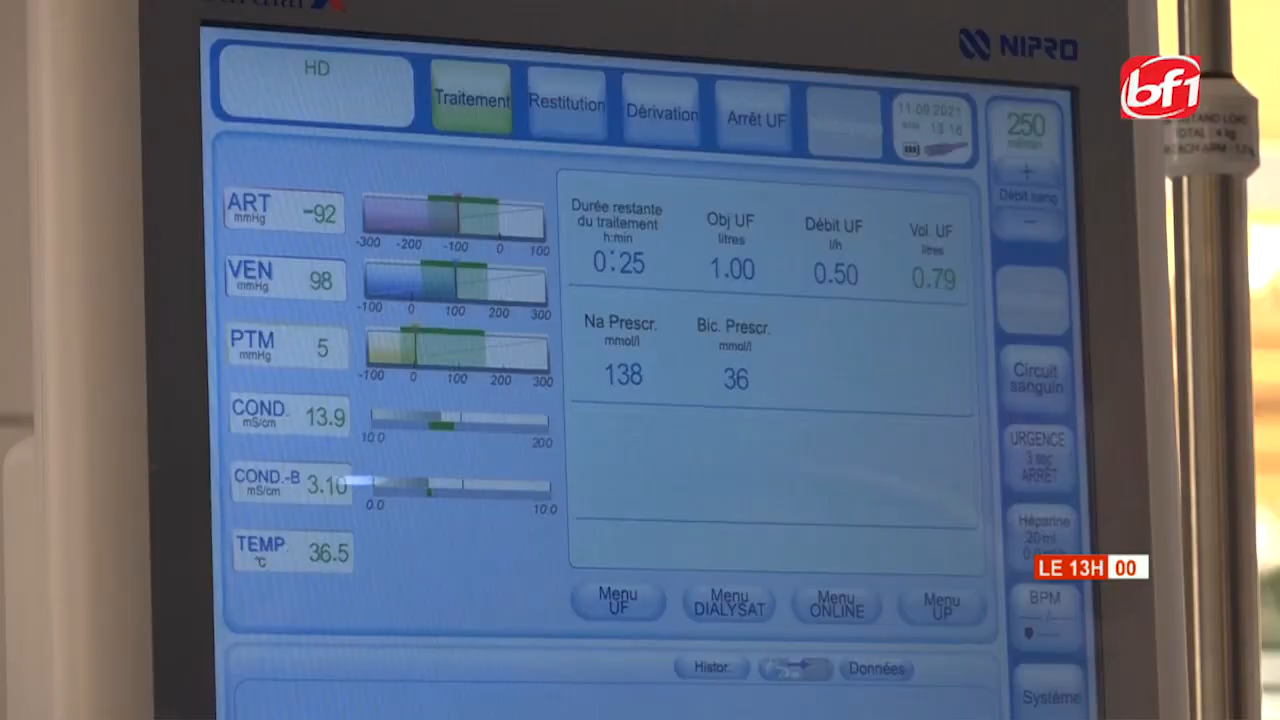 NIPRO
bf1
HD
Traitement
Restitution
Dérivation
Arrêt UF
11.09.2021
13:16
250
+
Débit sang
-
ART
mmHg
-92
-300 -200 -100 0 100
VEN
mmHg
98
-100 0 100 200 300
PTM
mmHg
5
-100 0 100 200 300
COND.
mS/cm
13.9
10.0 200
COND.-B
mS/cm
3.10
0.0 10.0
TEMP.
°C
36.5
Durée restante
du traitement
h:min
0:25
Obj UF
litres
1.00
Débit UF
l/h
0.50
Vol. UF
litres
0.79
Na Prescr.
mmol/l
138
Bic. Prescr.
mmol/l
36
Circuit
sanguin
URGENCE
3 sec
ARRÊT
Héparine
20 ml
LE 13H 00
BPM
Système
Menu
UF
Menu
DIALYSAT
Menu
ONLINE
Menu
UP
Histor.
Données